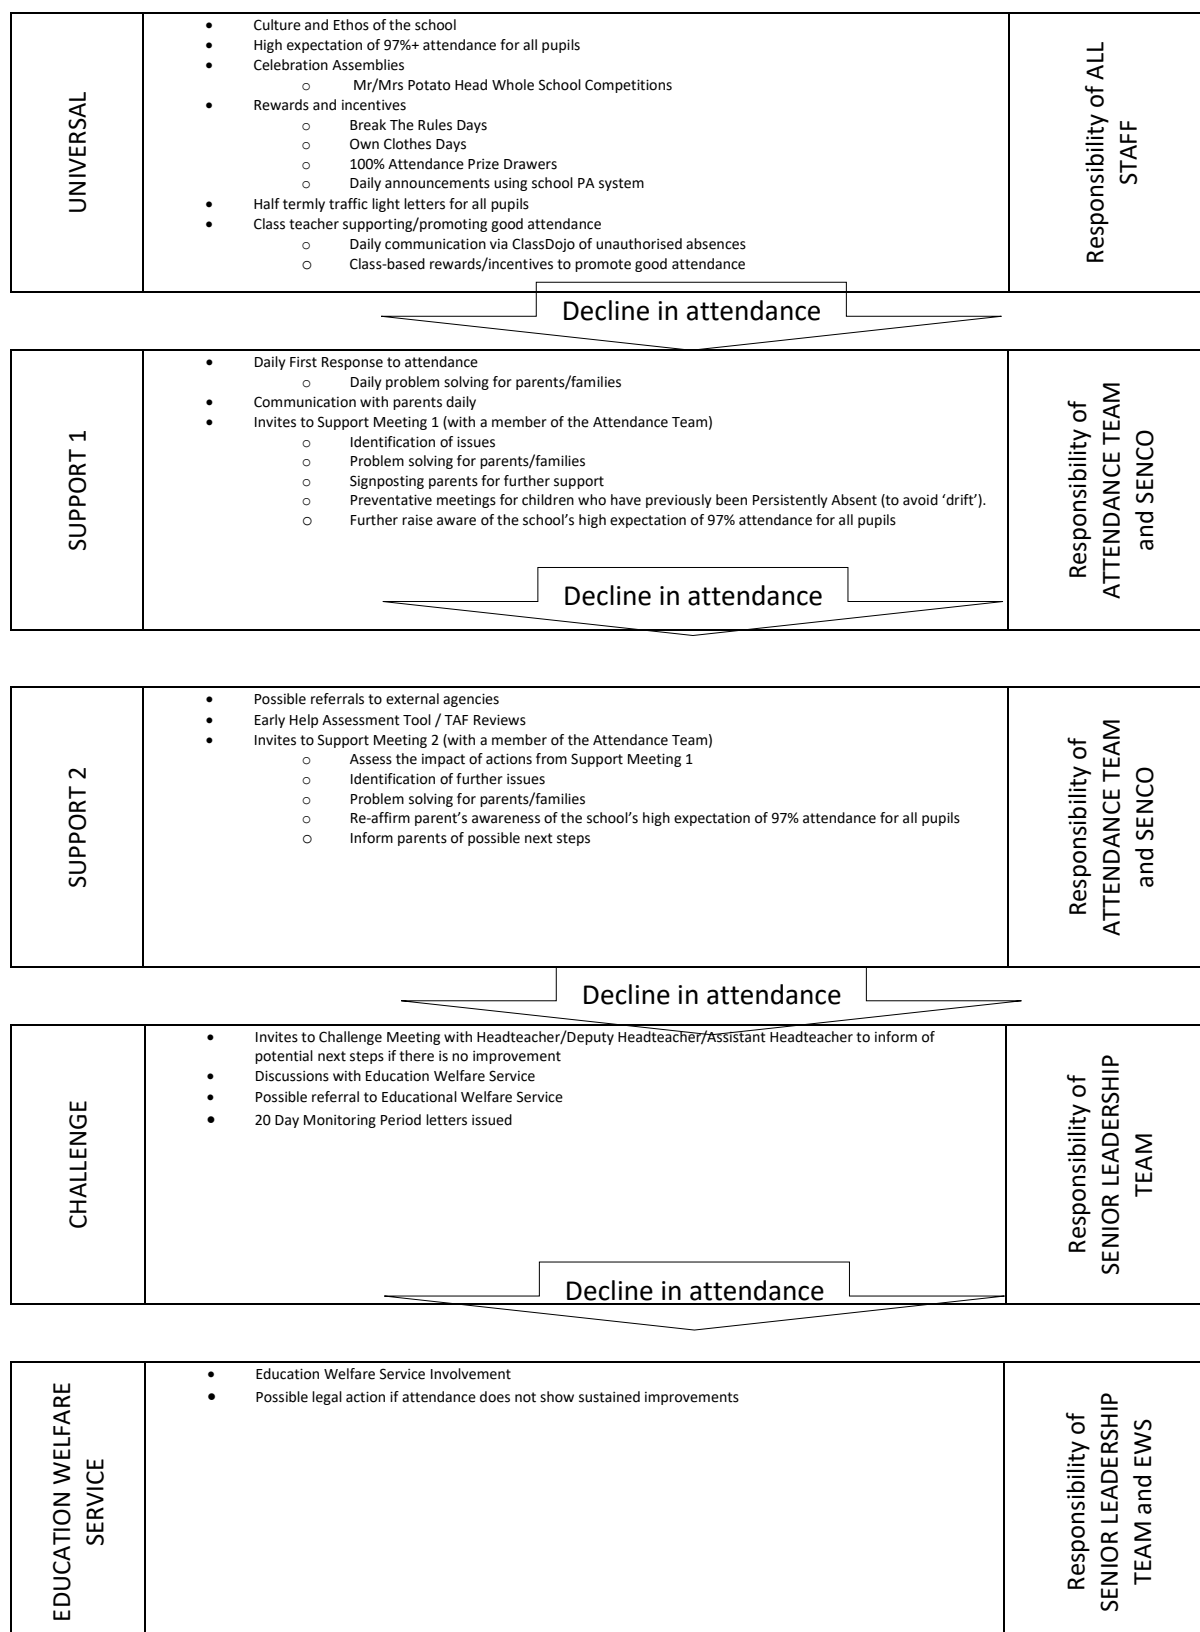 UNIVERSAL
• Culture and Ethos of the school
• High expectation of 97%+ attendance for all pupils
• Celebration Assemblies
o Mr/Mrs Potato Head Whole School Competitions
• Rewards and incentives
o Break The Rules Days
o Own Clothes Days
o 100% Attendance Prize Drawers
o Daily announcements using school PA system
• Half termly traffic light letters for all pupils
• Class teacher supporting/promoting good attendance
o Daily communication via ClassDojo of unauthorised absences
o Class-based rewards/incentives to promote good attendance
Responsibility of ALL
STAFF
Decline in attendance
SUPPORT 1
• Daily First Response to attendance
o Daily problem solving for parents/families
• Communication with parents daily
• Invites to Support Meeting 1 (with a member of the Attendance Team)
o Identification of issues
o Problem solving for parents/families
o Signposting parents for further support
o Preventative meetings for children who have previously been Persistently Absent (to avoid ‘drift’).
o Further raise aware of the school’s high expectation of 97% attendance for all pupils
Responsibility of
ATTENDANCE TEAM
and SENCO
Decline in attendance
SUPPORT 2
• Possible referrals to external agencies
• Early Help Assessment Tool / TAF Reviews
• Invites to Support Meeting 2 (with a member of the Attendance Team)
o Assess the impact of actions from Support Meeting 1
o Identification of further issues
o Problem solving for parents/families
o Re-affirm parent’s awareness of the school’s high expectation of 97% attendance for all pupils
o Inform parents of possible next steps
Responsibility of
ATTENDANCE TEAM
and SENCO
Decline in attendance
CHALLENGE
• Invites to Challenge Meeting with Headteacher/Deputy Headteacher/Assistant Headteacher to inform of
potential next steps if there is no improvement
• Discussions with Education Welfare Service
• Possible referral to Educational Welfare Service
• 20 Day Monitoring Period letters issued
Responsibility of
SENIOR LEADERSHIP
TEAM
Decline in attendance
EDUCATION WELFARE
SERVICE
• Education Welfare Service Involvement
• Possible legal action if attendance does not show sustained improvements
Responsibility of
SENIOR LEADERSHIP
TEAM and EWS